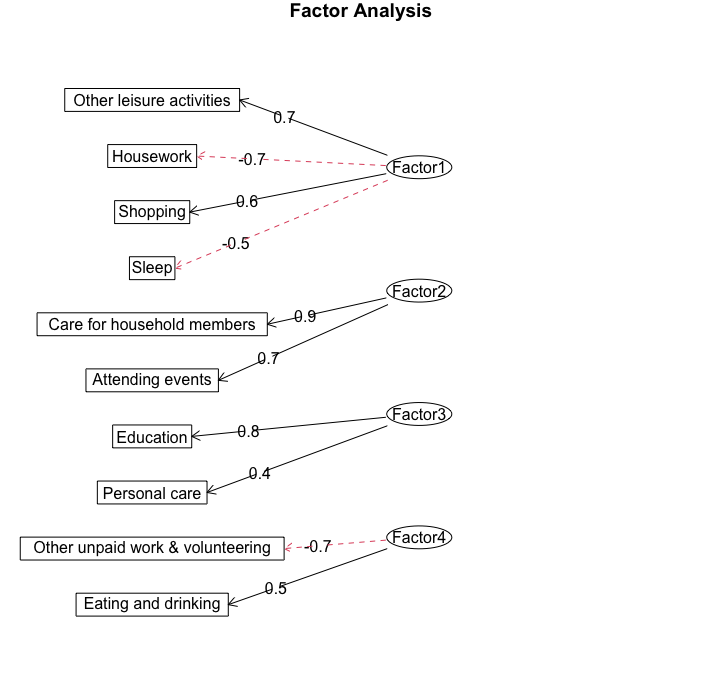 Factor Analysis
Other leisure activities
0.7
Housework
-0.7
Factor1
Shopping
0.6
Sleep
-0.5
Factor2
Care for household members
0.9
Attending events
0.7
Factor3
Education
0.8
Personal care
0.4
Factor4
Other unpaid work & volunteering
-0.7
Eating and drinking
0.5